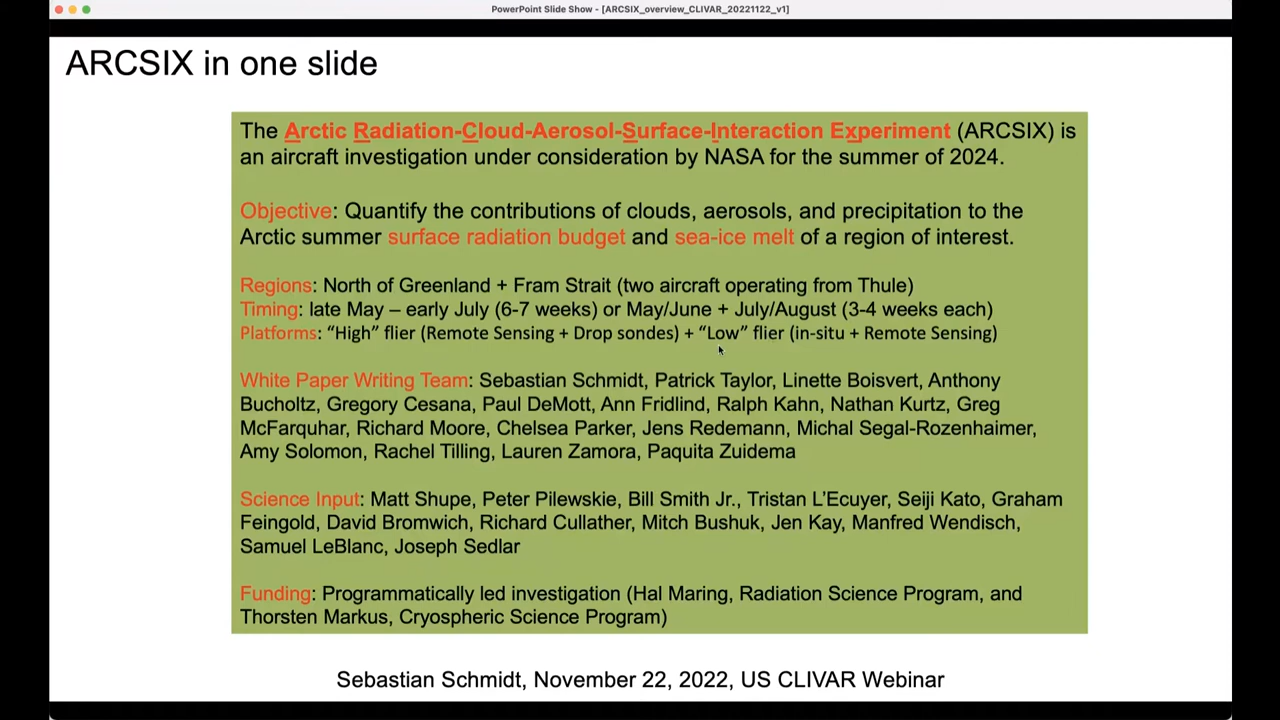 PowerPoint Slide Show - [ARCSIX_overview_CLIVAR_20221122_v1]
ARCSIX in one slide
The Arctic Radiation-Cloud-Aerosol-Surface-Interaction Experiment (ARCSIX) is
an aircraft investigation under consideration by NASA for the summer of 2024.
Objective: Quantify the contributions of clouds, aerosols, and precipitation to the
Arctic summer surface radiation budget and sea-ice melt of a region of interest.
Regions: North of Greenland + Fram Strait (two aircraft operating from Thule)
Timing: late May – early July (6-7 weeks) or May/June + July/August (3-4 weeks each)
Platforms: “High” flier (Remote Sensing + Drop sondes) + “Low” flier (in-situ + Remote Sensing)
White Paper Writing Team: Sebastian Schmidt, Patrick Taylor, Linette Boisvert, Anthony
Bucholtz, Gregory Cesana, Paul DeMott, Ann Fridlind, Ralph Kahn, Nathan Kurtz, Greg
McFarquhar, Richard Moore, Chelsea Parker, Jens Redemann, Michal Segal-Rozenhaimer,
Amy Solomon, Rachel Tilling, Lauren Zamora, Paquita Zuidema
Science Input: Matt Shupe, Peter Pilewskie, Bill Smith Jr., Tristan L’Ecuyer, Seiji Kato, Graham
Feingold, David Bromwich, Richard Cullather, Mitch Bushuk, Jen Kay, Manfred Wendisch,
Samuel LeBlanc, Joseph Sedlar
Funding: Programmatically led investigation (Hal Maring, Radiation Science Program, and
Thorsten Markus, Cryospheric Science Program)
Sebastian Schmidt, November 22, 2022, US CLIVAR Webinar